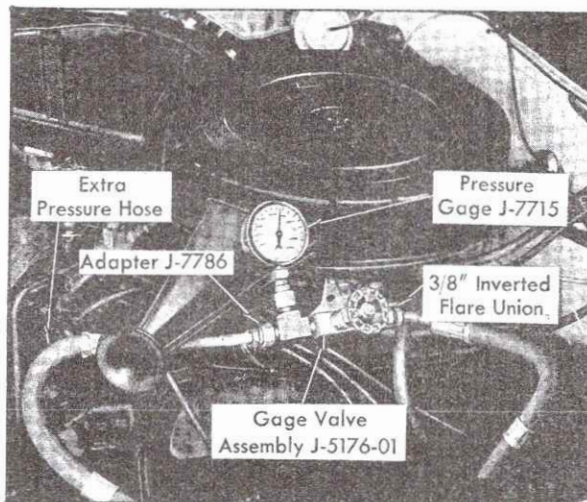 Extra
Pressure Hose
Pressure
Gage J-7715
Adapter J-7786
3/8" Inverted
Flare Union
Gage Valve
Assembly J-5176-01